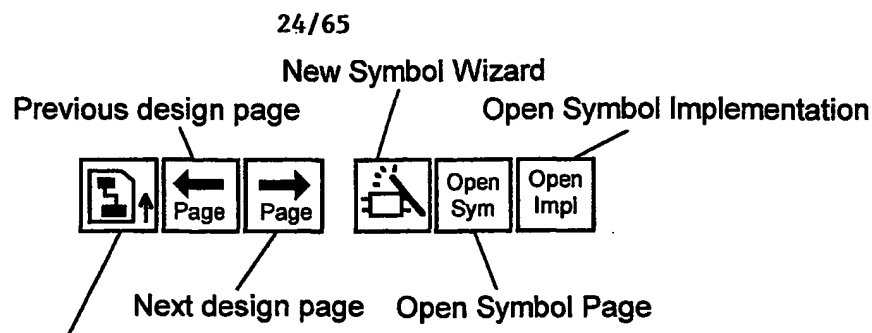 24/65
New Symbol Wizard
Previous design page
Open Symbol Implementation
Page
Page
Open
Sym
Open
Impl
Next design page
Open Symbol Page